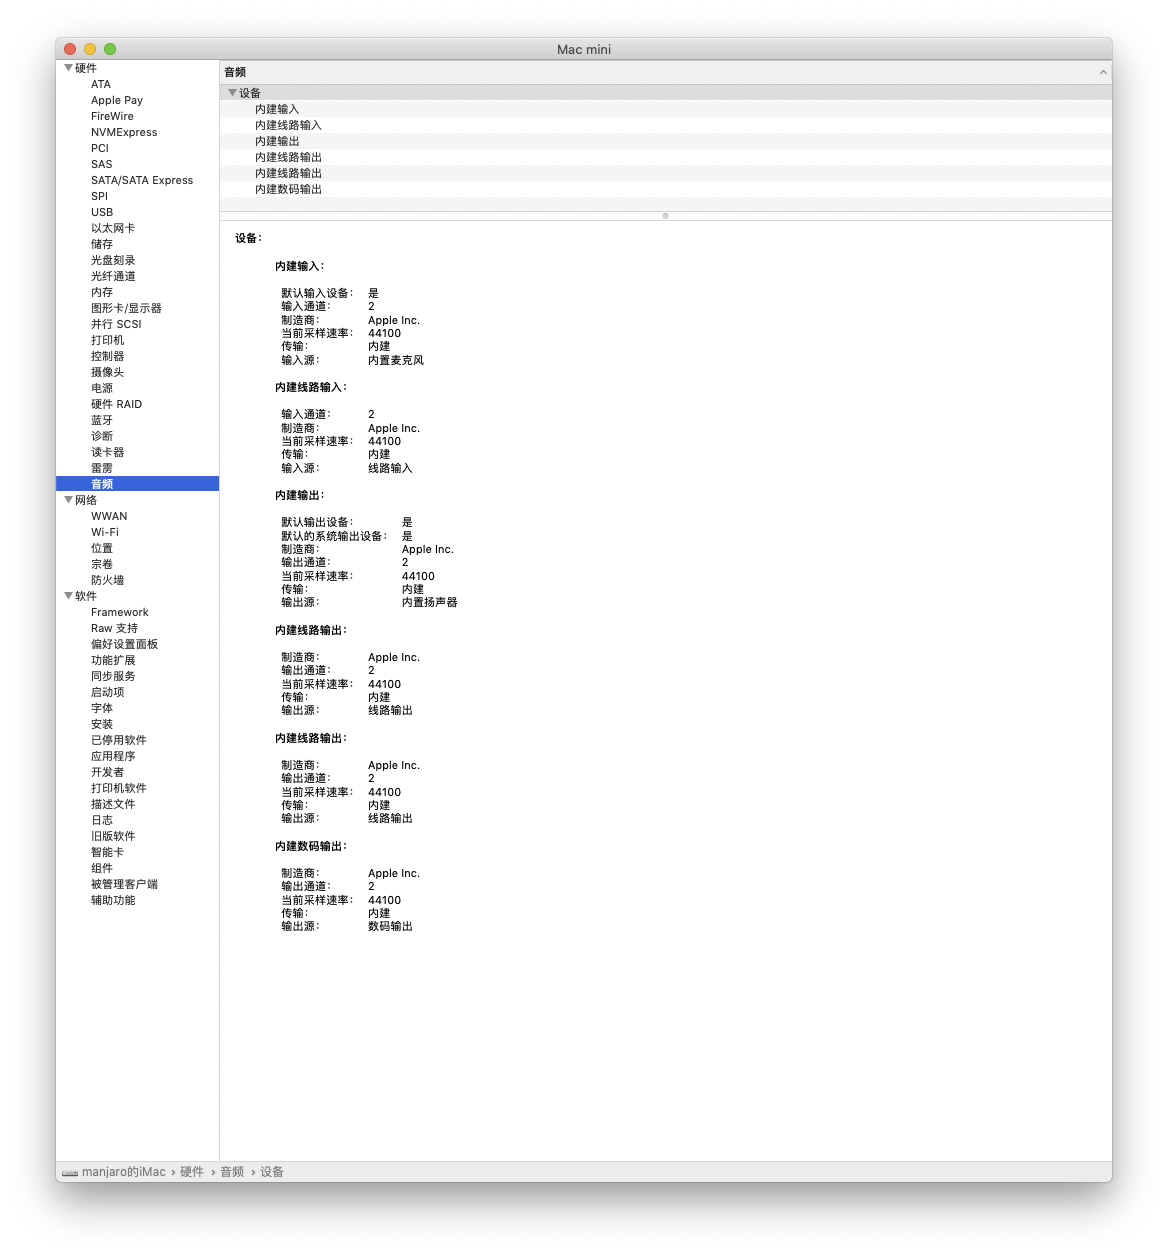 Mac mini
硬件
ATA
Apple Pay
FireWire
NVMExpress
PCI
SAS
SATA/SATA Express
SPI
USB
以太网卡
储存
光盘刻录
光纤通道
内存
图形卡/显示器
并行 SCSI
打印机
控制器
摄像头
电源
硬件 RAID
蓝牙
诊断
读卡器
雷雳
音频
网络
WWAN
Wi-Fi
位置
宗卷
防火墙
软件
Framework
Raw 支持
偏好设置面板
功能扩展
同步服务
启动项
字体
安装
已停用软件
应用程序
开发者
打印机软件
描述文件
日志
旧版软件
智能卡
组件
被管理客户端
辅助功能
音频
设备
内建输入
内建线路输入
内建输出
内建线路输出
内建线路输出
内建数码输出
设备:
内建输入:
默认输入设备: 是
输入通道: 2
制造商: Apple Inc.
当前采样速率: 44100
传输: 内建
输入源: 内置麦克风
内建线路输入:
输入通道: 2
制造商: Apple Inc.
当前采样速率: 44100
传输: 内建
输入源: 线路输入
内建输出:
默认输出设备: 是
默认的系统输出设备: 是
制造商: Apple Inc.
输出通道: 2
当前采样速率: 44100
传输: 内建
输出源: 内置扬声器
内建线路输出:
制造商: Apple Inc.
输出通道: 2
当前采样速率: 44100
传输: 内建
输出源: 线路输出
内建线路输出:
制造商: Apple Inc.
输出通道: 2
当前采样速率: 44100
传输: 内建
输出源: 线路输出
内建数码输出:
制造商: Apple Inc.
输出通道: 2
当前采样速率: 44100
传输: 内建
输出源: 数码输出
manjaro的iMac › 硬件 › 音频 › 设备